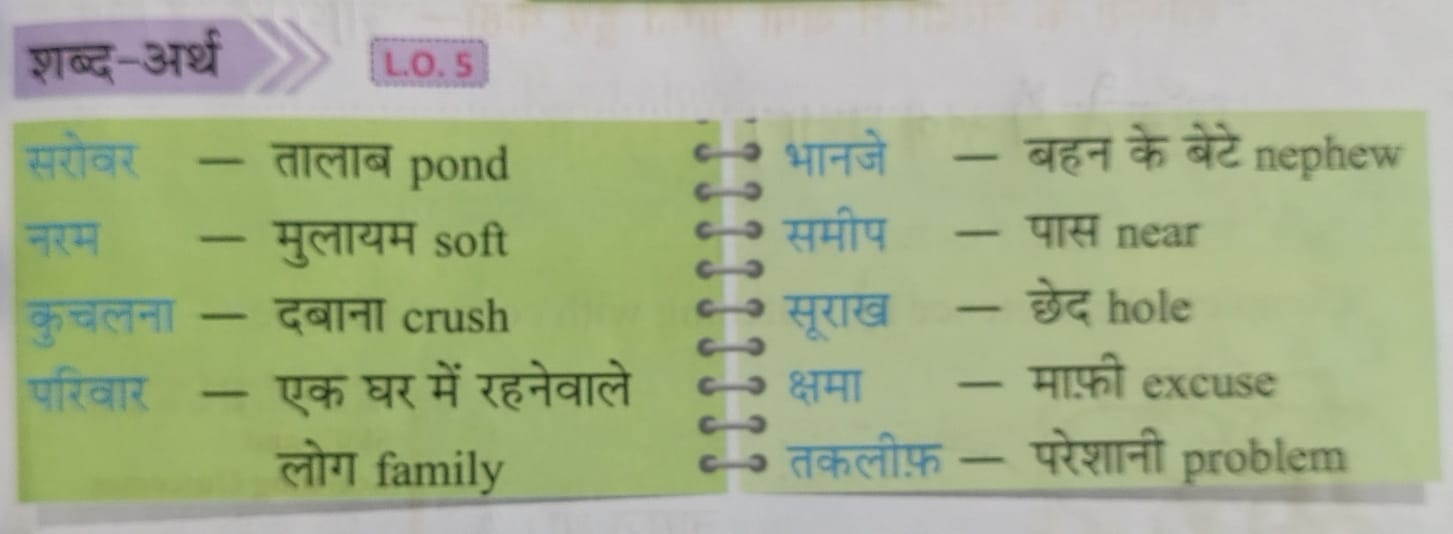 शब्द-अर्थ
L.O. 5
सरोवर — तालाब pond
नरम — मुलायम soft
कुचलना — दबाना crush
परिवार — एक घर में रहनेवाले
लोग family
भानजे — बहन के बेटे nephew
समीप — पास near
सूराख — छेद hole
क्षमा — माफ़ी excuse
तकलीफ़ — परेशानी problem